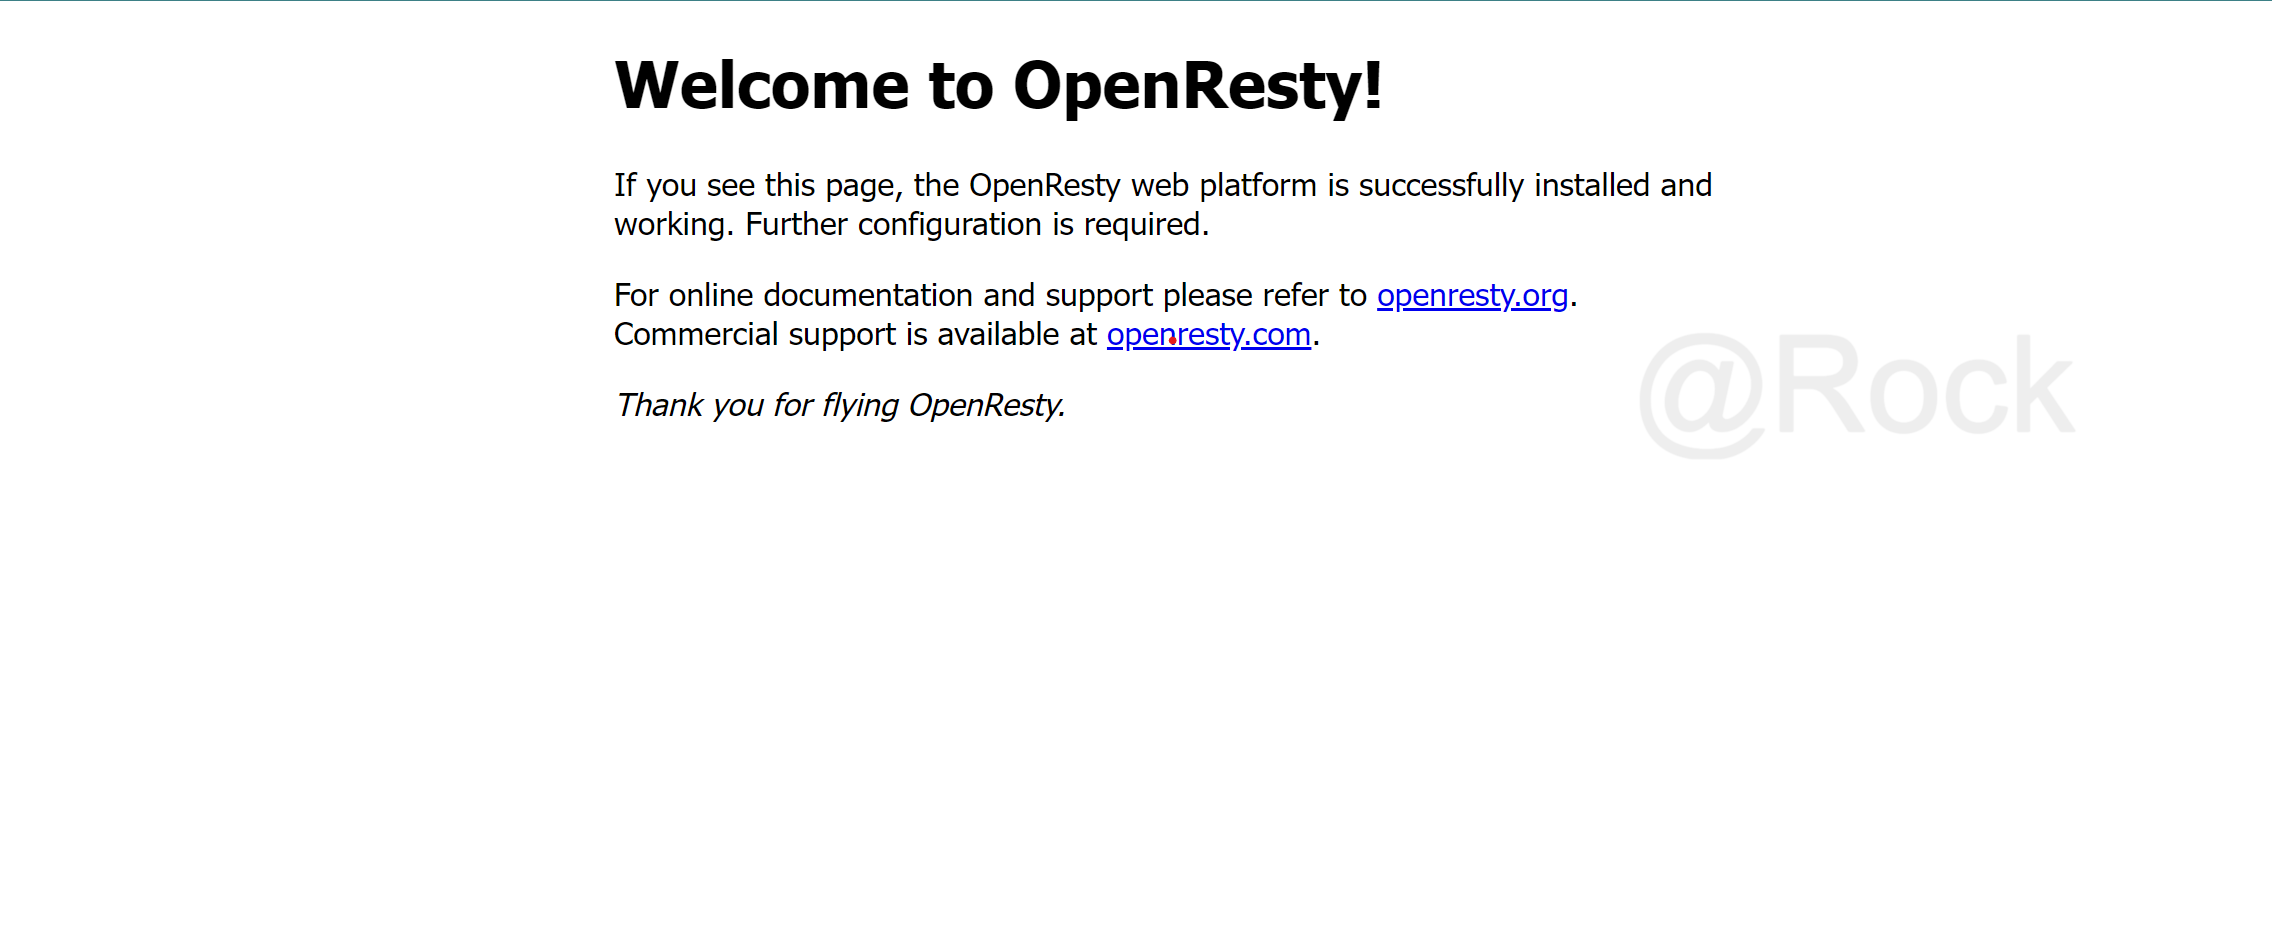 Welcome to OpenResty!
If you see this page, the OpenResty web platform is successfully installed and
working. Further configuration is required.
For online documentation and support please refer to openresty.org.
Commercial support is available at openresty.com.
@Rock
Thank you for flying OpenResty.